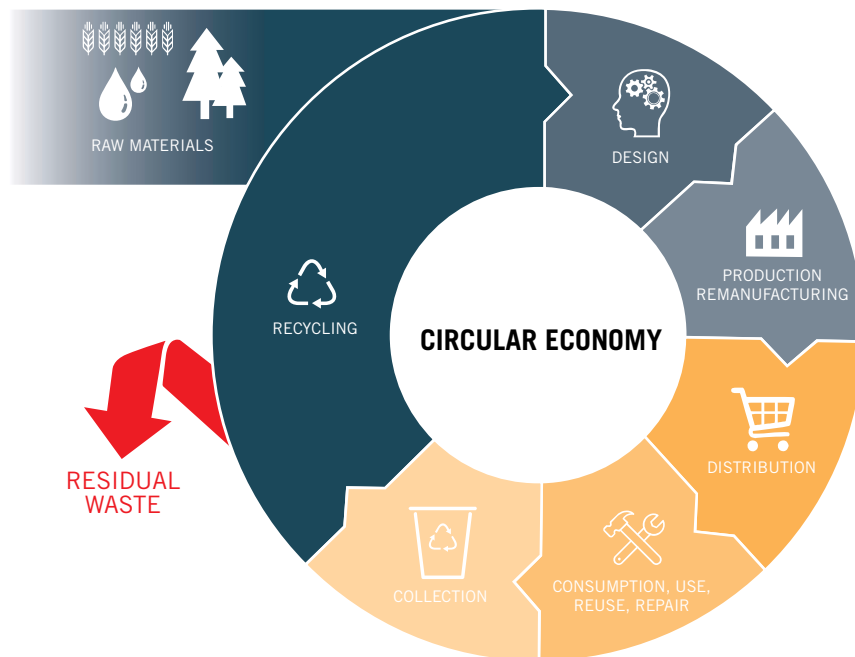 RAW MATERIALS
DESIGN
PRODUCTION
REMANUFACTURING
RECYCLING
CIRCULAR ECONOMY
DISTRIBUTION
RESIDUAL
WASTE
CONSUMPTION, USE,
REUSE, REPAIR
COLLECTION